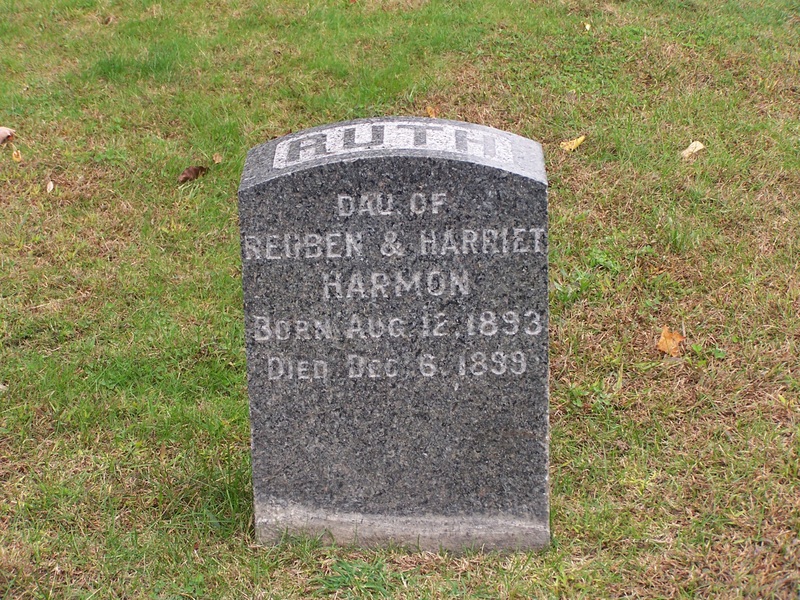 RUTH
DAU. OF
REUBEN & HARRIET
HARMON
BORN AUG. 12. 1893
DIED DEC. 6. 1899